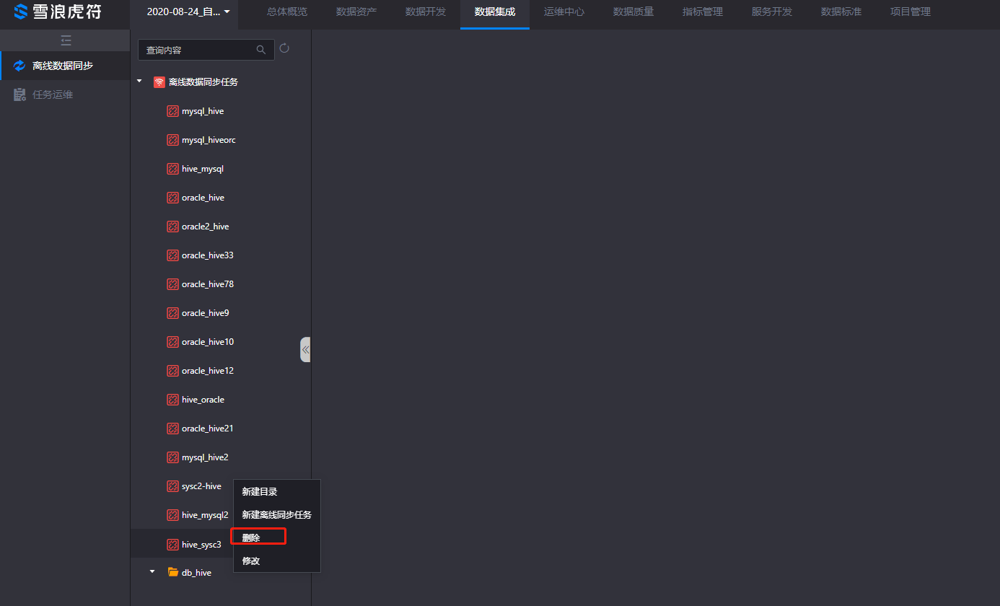 雪浪虎符
2020-08-24_自...
总体概览
数据资产
数据开发
数据集成
运维中心
数据质量
指标管理
服务开发
数据标准
项目管理
离线数据同步
任务运维
查询内容
离线数据同步任务
mysql_hive
mysql_hiveorc
hive_mysql
oracle_hive
oracle2_hive
oracle_hive33
oracle_hive78
oracle_hive9
oracle_hive10
oracle_hive12
hive_oracle
oracle_hive21
mysql_hive2
sysc2-hive
hive_mysql2
hive_sysc3
db_hive
新建目录
新建离线同步任务
删除
修改